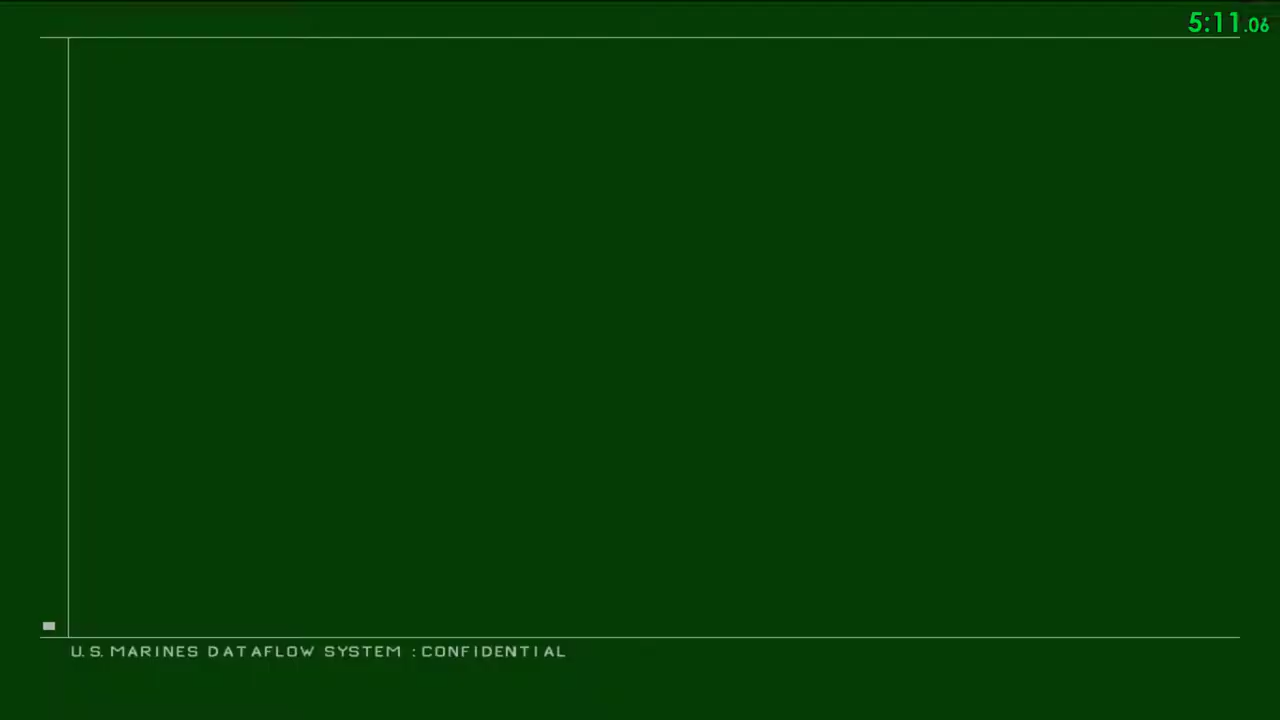 5:11.06
U.S. MARINES DATAFLOW SYSTEM : CONFIDENTIAL